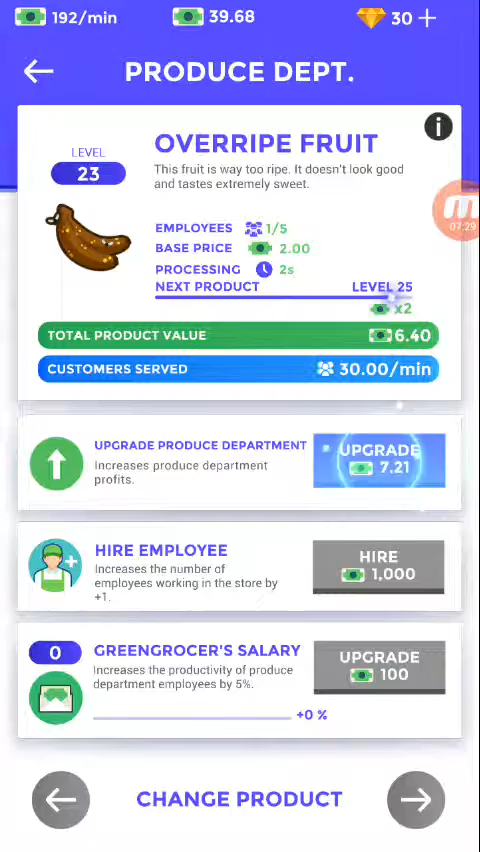 192/min 39.68 30
PRODUCE DEPT.
i
OVERRIPE FRUIT
LEVEL
23
This fruit is way too ripe. It doesn't look good
and tastes extremely sweet.
EMPLOYEES 1/5
BASE PRICE 2.00
PROCESSING 2s
NEXT PRODUCT LEVEL 25
x2
07:29
TOTAL PRODUCT VALUE 6.40
CUSTOMERS SERVED 30.00/min
UPGRADE PRODUCE DEPARTMENT
Increases produce department
profits.
UPGRADE
7.21
HIRE EMPLOYEE
Increases the number of
employees working in the store by
+1.
HIRE
1,000
0
GREENGROCER'S SALARY
Increases the productivity of produce
department employees by 5%.
+0 %
UPGRADE
100
CHANGE PRODUCT